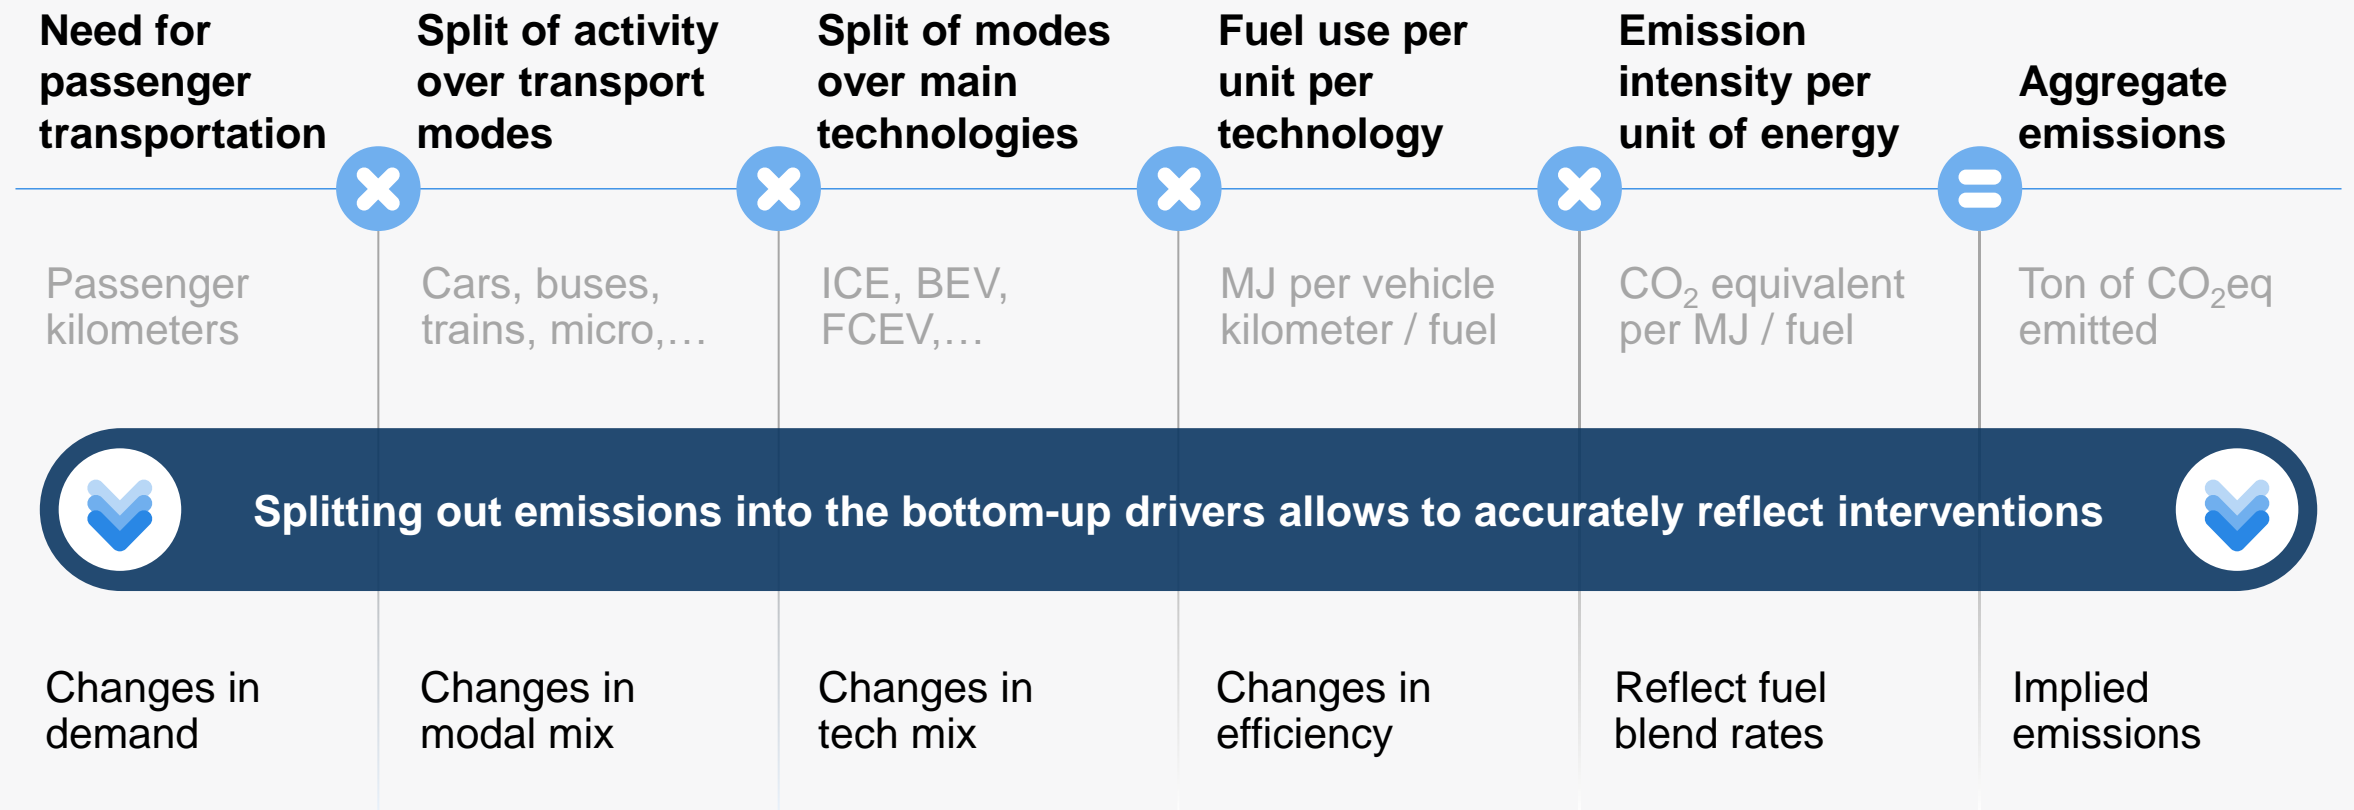 Need for
passenger
transportation
Split of activity
over transport
modes
Split of modes
over main
technologies
Fuel use per
unit per
technology
Emission
intensity per
unit of energy
Aggregate
emissions
Passenger
kilometers
Cars, buses,
trains, micro,…
ICE, BEV,
FCEV,…
MJ per vehicle
kilometer / fuel
CO₂ equivalent
per MJ / fuel
Ton of CO₂eq
emitted
Splitting out emissions into the bottom-up drivers allows to accurately reflect interventions
Changes in
demand
Changes in
modal mix
Changes in
tech mix
Changes in
efficiency
Reflect fuel
blend rates
Implied
emissions